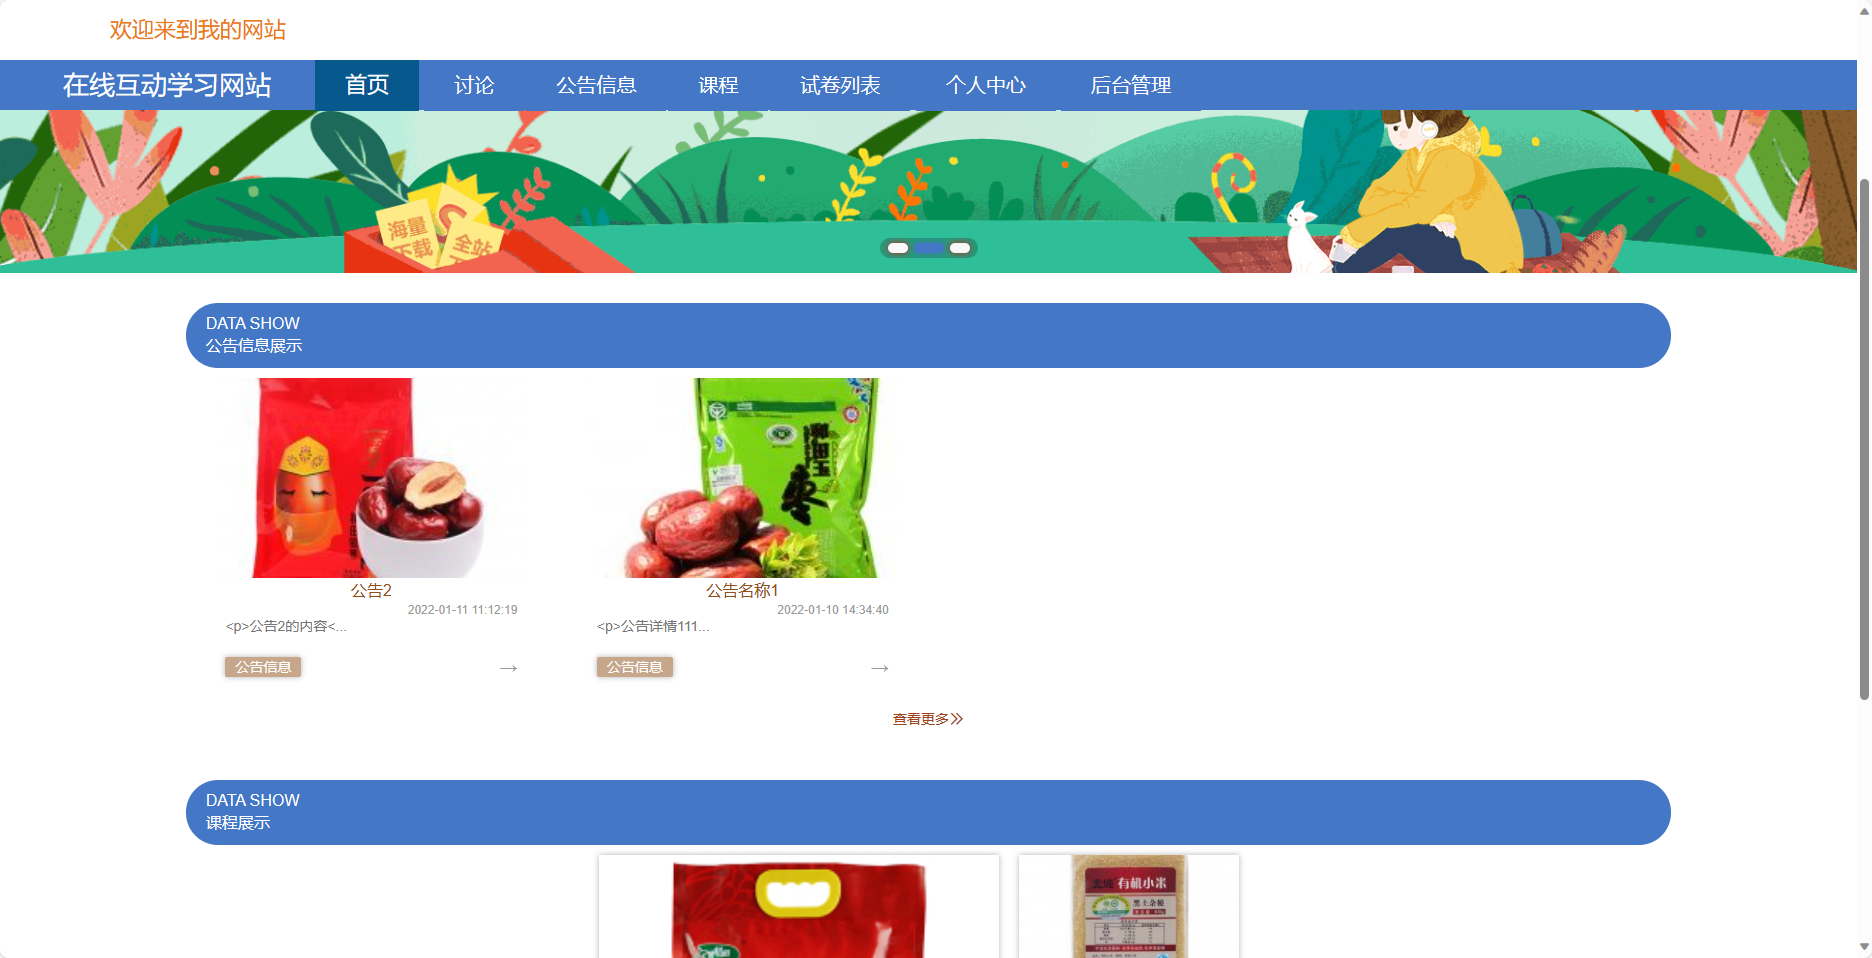 欢迎来到我的网站
在线互动学习网站 首页 讨论 公告信息 课程 试卷列表 个人中心 后台管理
海量
下载
全站
DATA SHOW
公告信息展示
枣
公告2
2022-01-11 11:12:19
<p>公告2的内容<...
公告信息 →
公告名称1
2022-01-10 14:34:40
<p>公告详情111...
公告信息 →
查看更多
DATA SHOW
课程展示
有机小米
黑土杂粮